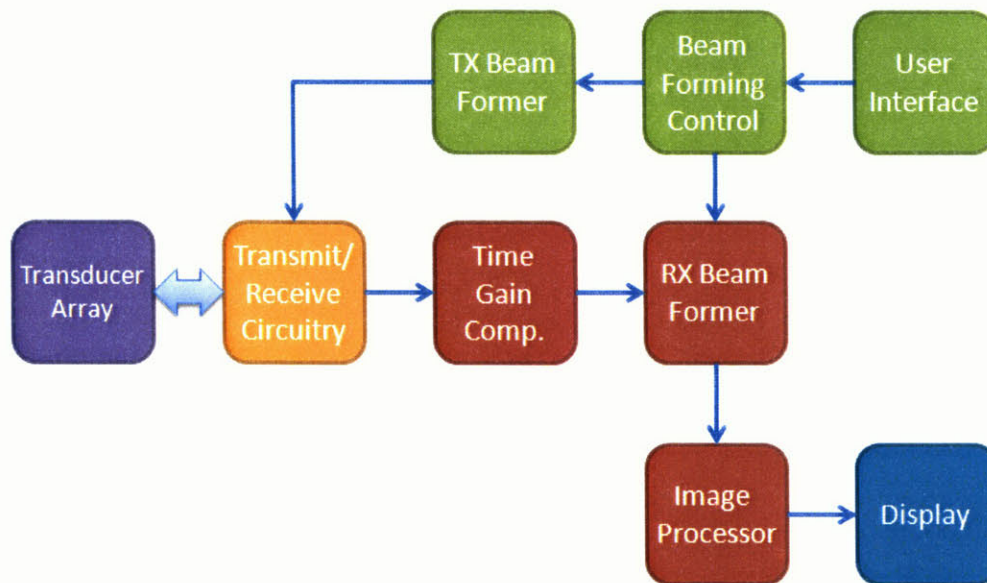 TX Beam
Former
Beam
Forming
Control
User
Interface
Transducer
Array
Transmit/
Receive
Circuitry
Time
Gain
Comp.
RX Beam
Former
Image
Processor
Display